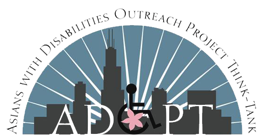 Asians with Disabilities Outreach Project Think-Tank
ADOPT